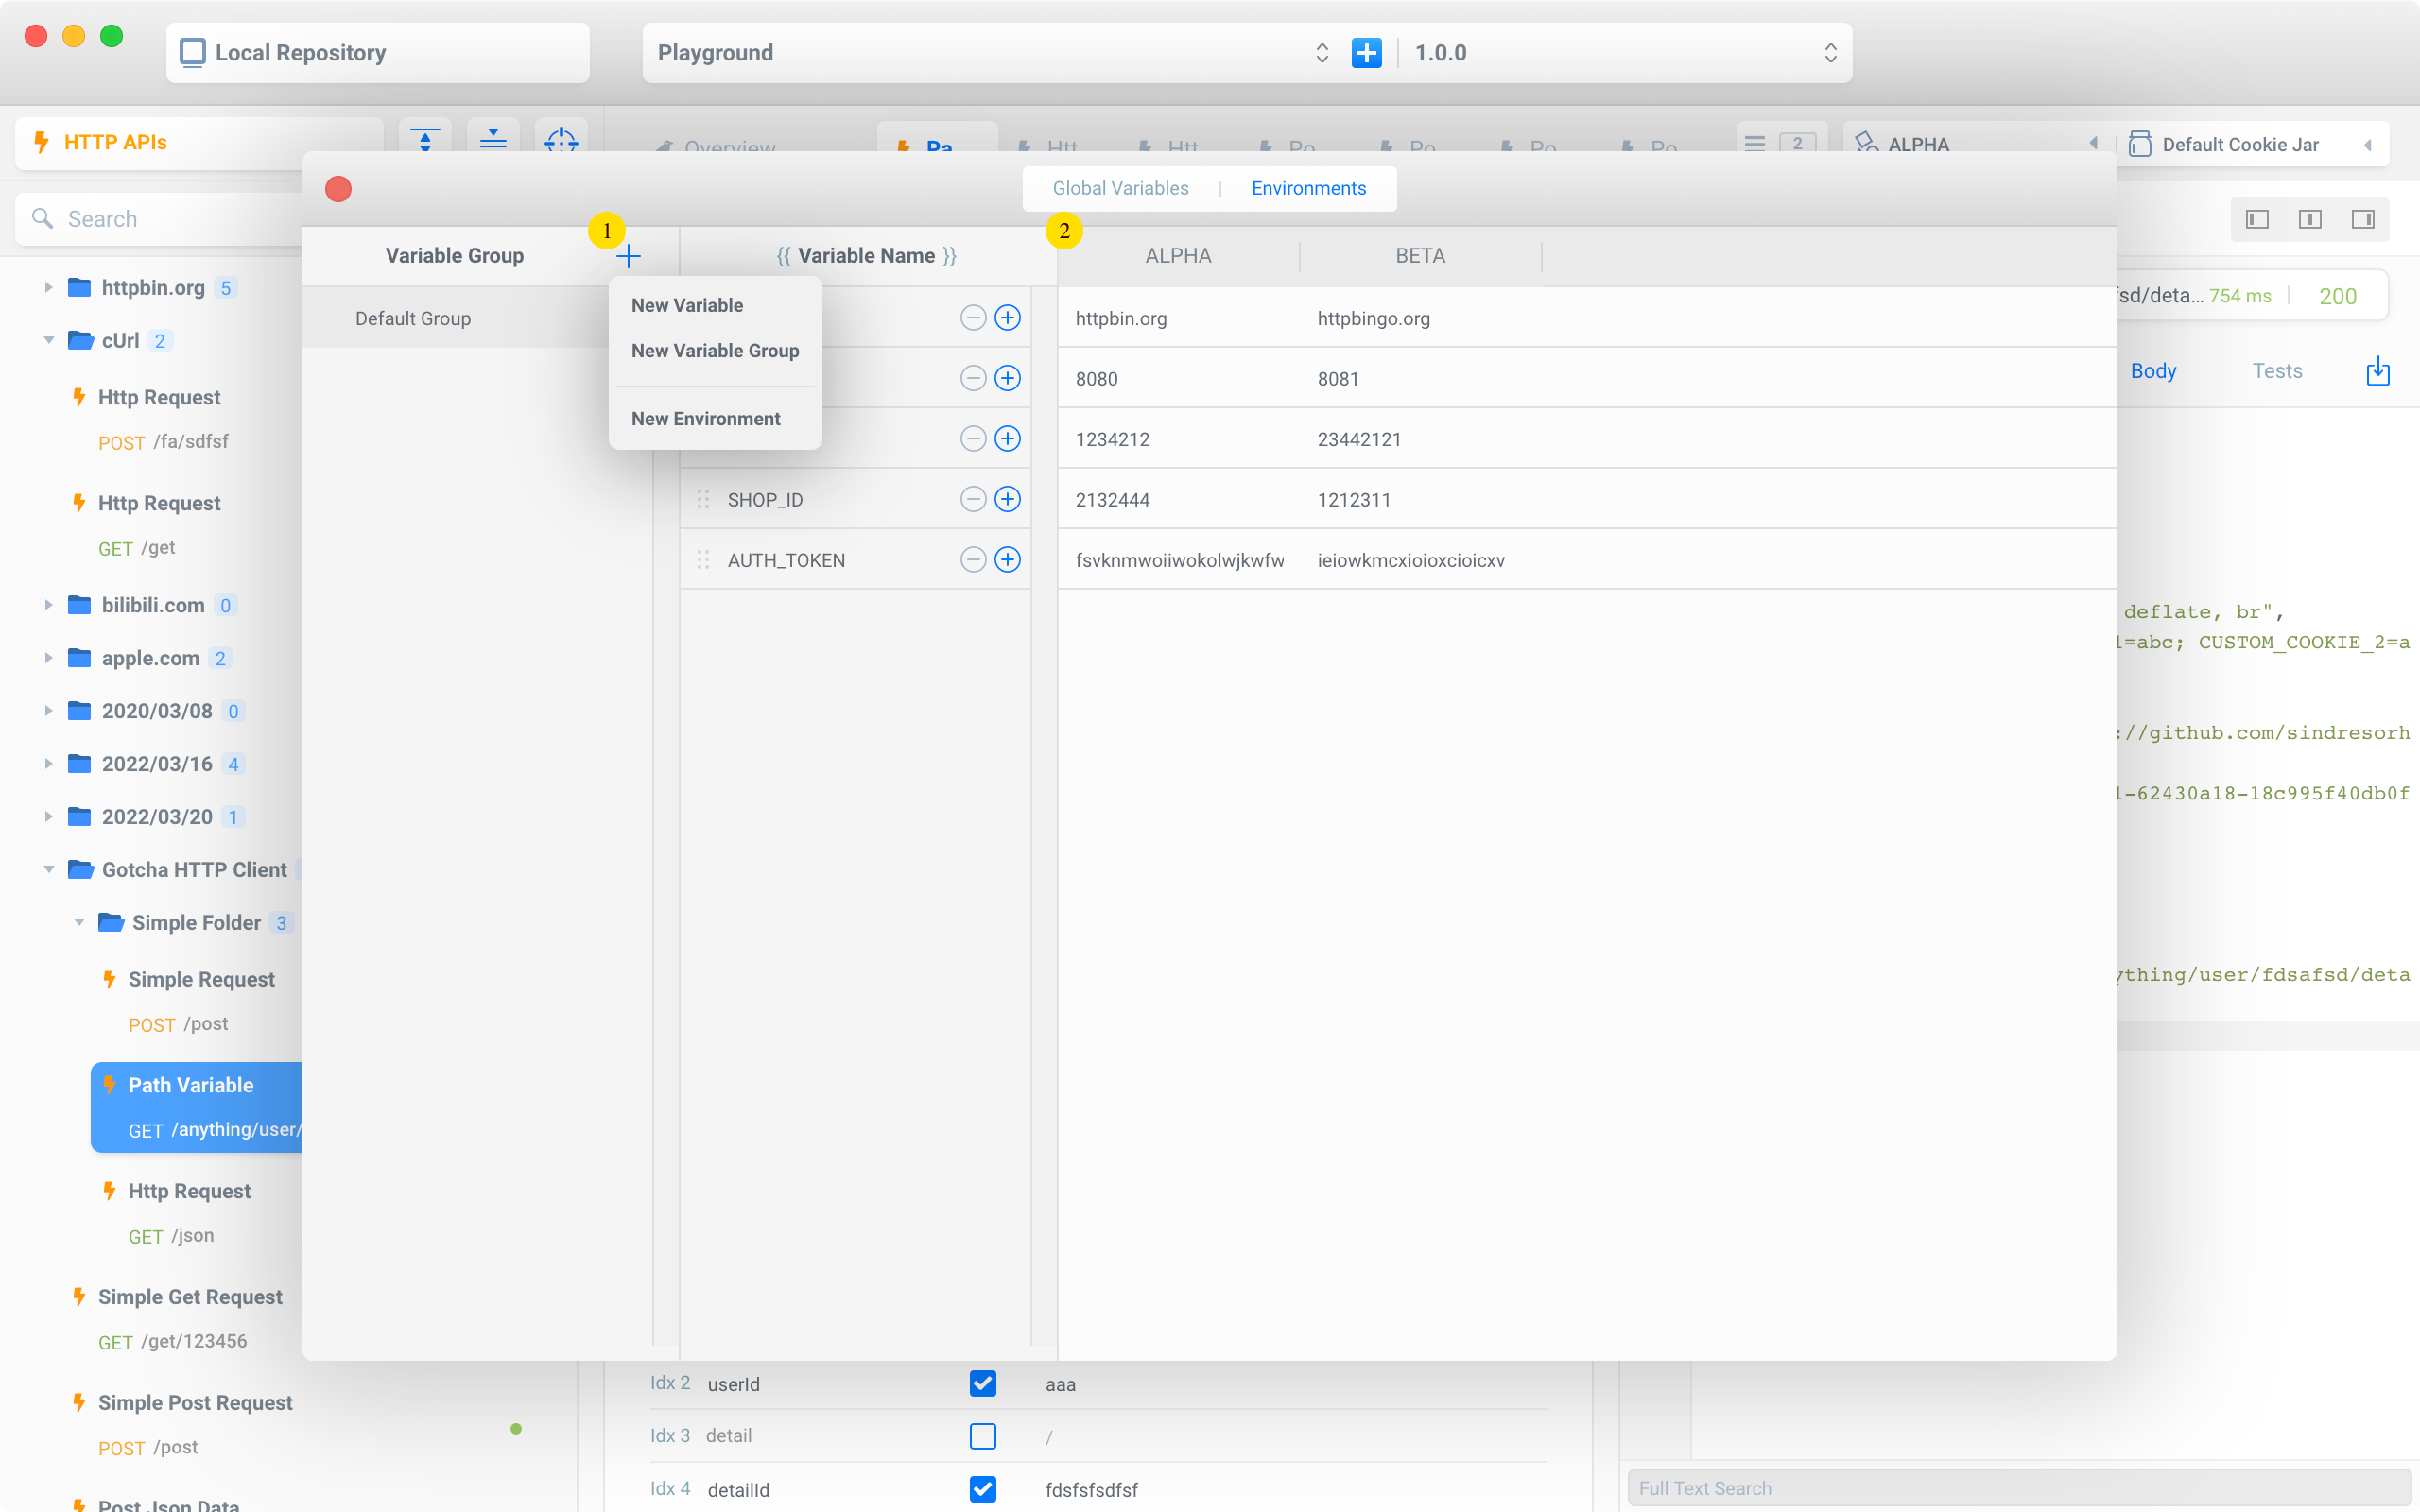 Local Repository
Playground
1.0.0
HTTP APIs
Overview
Pa
Htt
Htt
Po
Po
Po
Po
2
ALPHA
Default Cookie Jar
Search
Global Variables
Environments
1
2
Variable Group
{{ Variable Name }}
ALPHA
BETA
Default Group
New Variable
New Variable Group
New Environment
httpbin.org
httpbingo.org
8080
8081
1234212
23442121
SHOP_ID
2132444
1212311
AUTH_TOKEN
fsvknmwoiiwokolwjkwfw
ieiowkmcxioioxcioicxv
httpbin.org 5
cUrl 2
Http Request
POST /fa/sdfsf
Http Request
GET /get
bilibili.com 0
apple.com 2
2020/03/08 0
2022/03/16 4
2022/03/20 1
Gotcha HTTP Client
Simple Folder 3
Simple Request
POST /post
Path Variable
GET /anything/user/
Http Request
GET /json
Simple Get Request
GET /get/123456
Simple Post Request
POST /post
Post Json Data
sd/deta... 754 ms
200
Body
Tests
deflate, br",
=abc; CUSTOM_COOKIE_2=a
://github.com/sindresorh
-62430a18-18c995f40db0f
thing/user/fdsafsd/deta
Idx 2 userId aaa
Idx 3 detail /
Idx 4 detailId fdsfsfsdfsf
Full Text Search